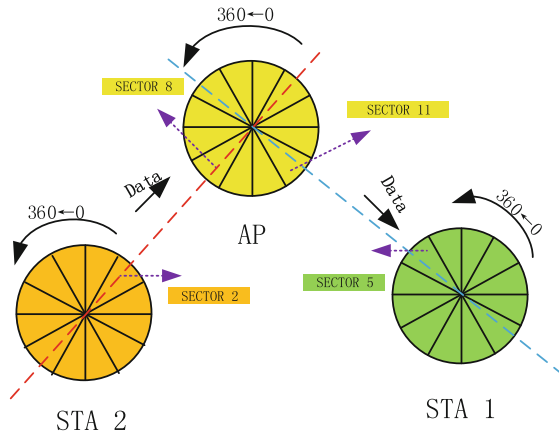 360←0
SECTOR 8
SECTOR 11
Data
Data
360←0
360←0
AP
SECTOR 2
SECTOR 5
STA 2
STA 1